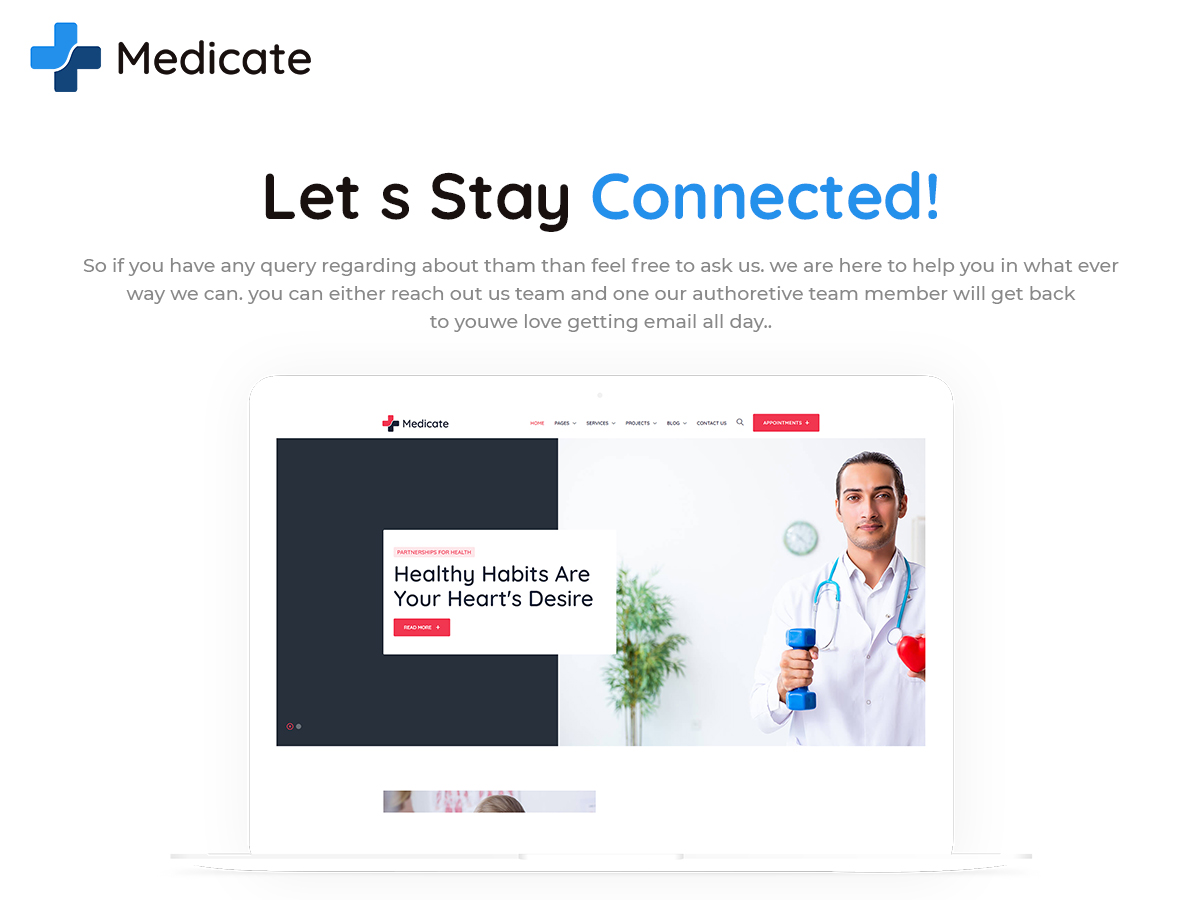 Medicate
Let s Stay Connected!
So if you have any query regarding about tham than feel free to ask us. we are here to help you in what ever
way we can. you can either reach out us team and one our authoretive team member will get back
to youwe love getting email all day..
Medicate
HOME PAGES SERVICES PROJECTS BLOG CONTACT US APPOINTMENTS +
PARTNERSHIPS FOR HEALTH
Healthy Habits Are
Your Heart's Desire
READ MORE +